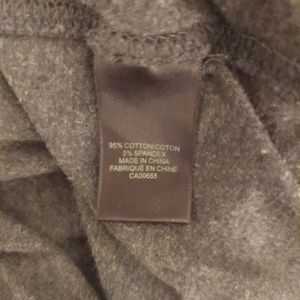 95% COTTON/COTON
5% SPANDEX
MADE IN CHINA
FABRIQUÉ EN CHINE
CA00655